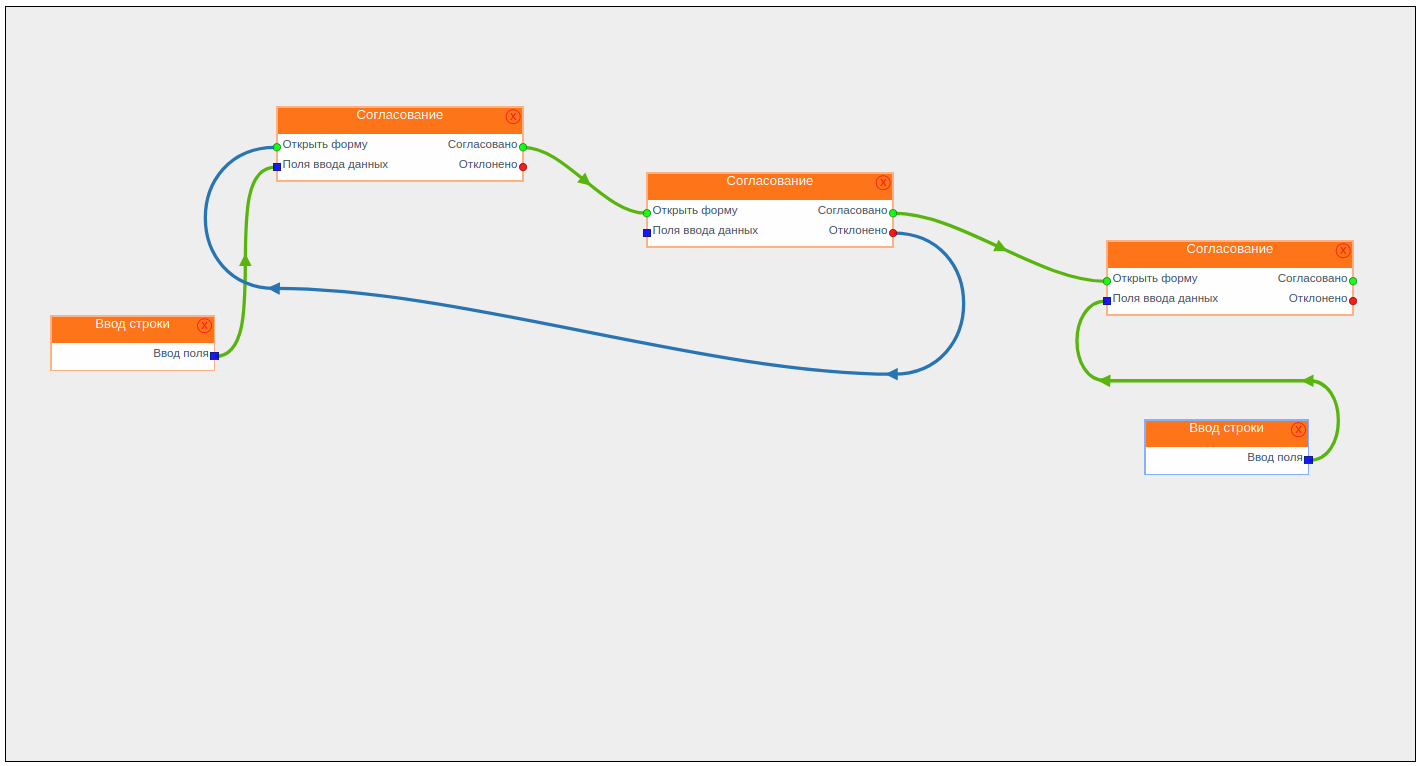 Согласование
X
Открыть форму
Согласовано
Поля ввода данных
Отклонено
Согласование
X
Открыть форму
Согласовано
Поля ввода данных
Отклонено
Согласование
X
Открыть форму
Согласовано
Поля ввода данных
Отклонено
Ввод строки
X
Ввод поля
Ввод строки
X
Ввод поля